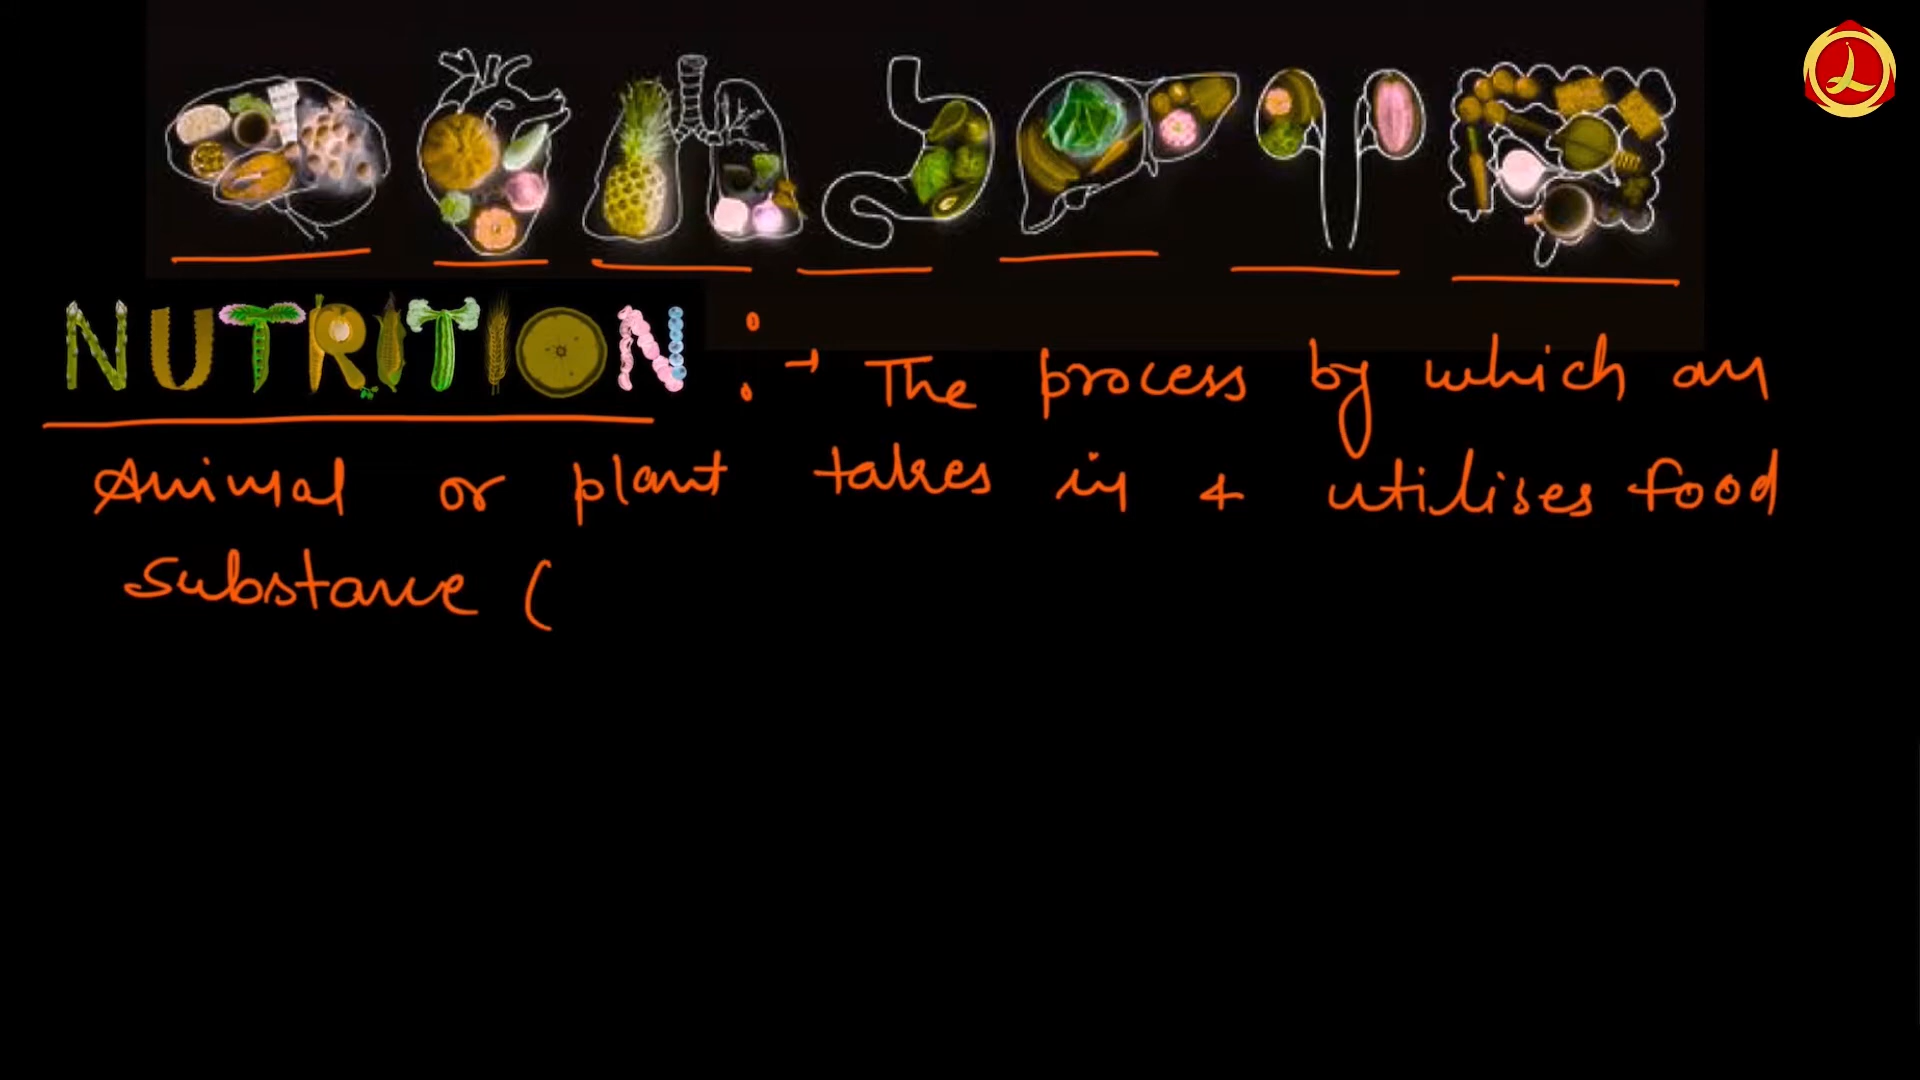 NUTRITION :→ The process by which an
Animal or plant takes in & utilises food
Substance (